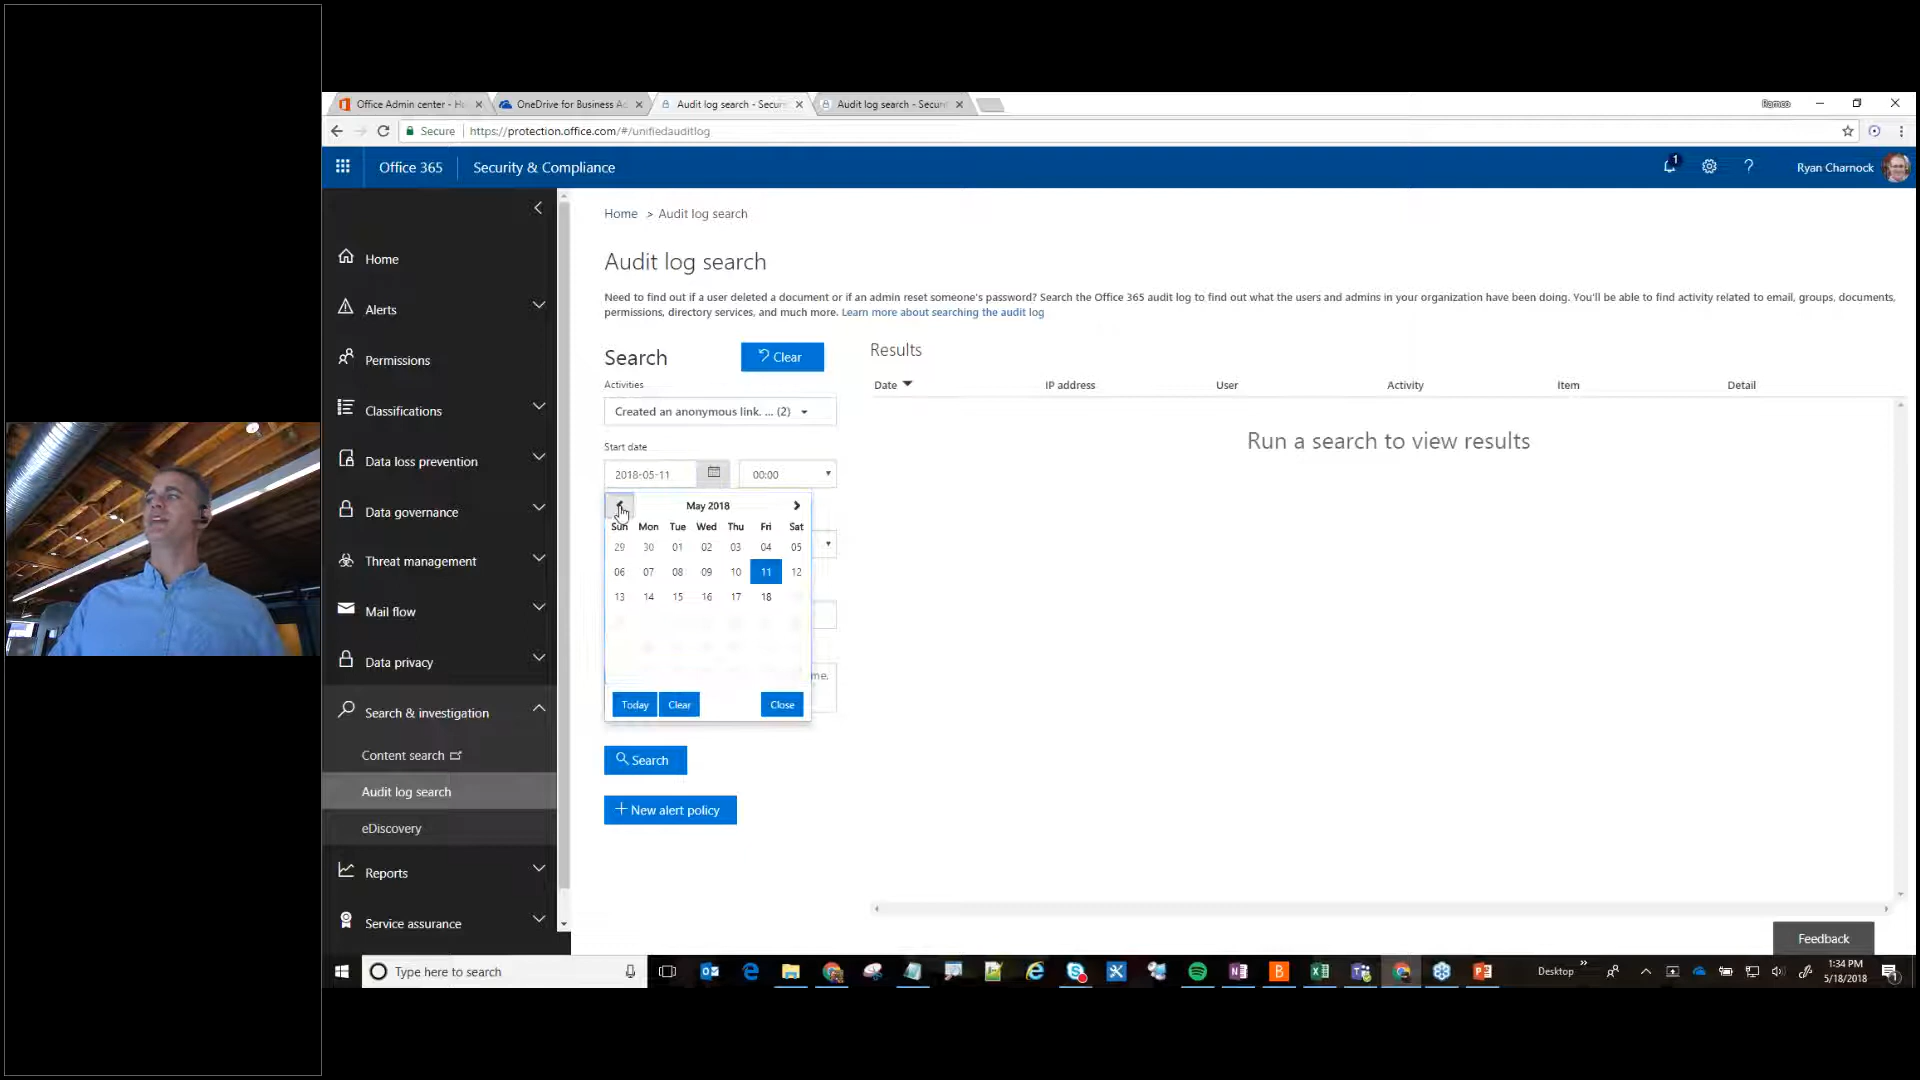 Office Admin center - H
OneDrive for Business A
Audit log search - Secur
Audit log search - Securi
Ramco
Secure
https://protection.office.com/#/unifiedauditlog
Office 365
Security & Compliance
1
?
Ryan Charnock
Home > Audit log search
Home
Alerts
Permissions
Classifications
Data loss prevention
Data governance
Threat management
Mail flow
Data privacy
Search & investigation
Content search
Audit log search
eDiscovery
Reports
Service assurance
Audit log search
Need to find out if a user deleted a document or if an admin reset someone's password? Search the Office 365 audit log to find out what the users and admins in your organization have been doing. You'll be able to find activity related to email, groups, documents,
permissions, directory services, and much more. Learn more about searching the audit log
Search
Clear
Activities
Created an anonymous link. ... (2)
Start date
2018-05-11
00:00
May 2018
Sun Mon Tue Wed Thu Fri Sat
29 30 01 02 03 04 05
06 07 08 09 10 11 12
13 14 15 16 17 18
me.
Today
Clear
Close
Search
+ New alert policy
Results
Date
IP address
User
Activity
Item
Detail
Run a search to view results
Feedback
Type here to search
Desktop
1:34 PM
5/18/2018